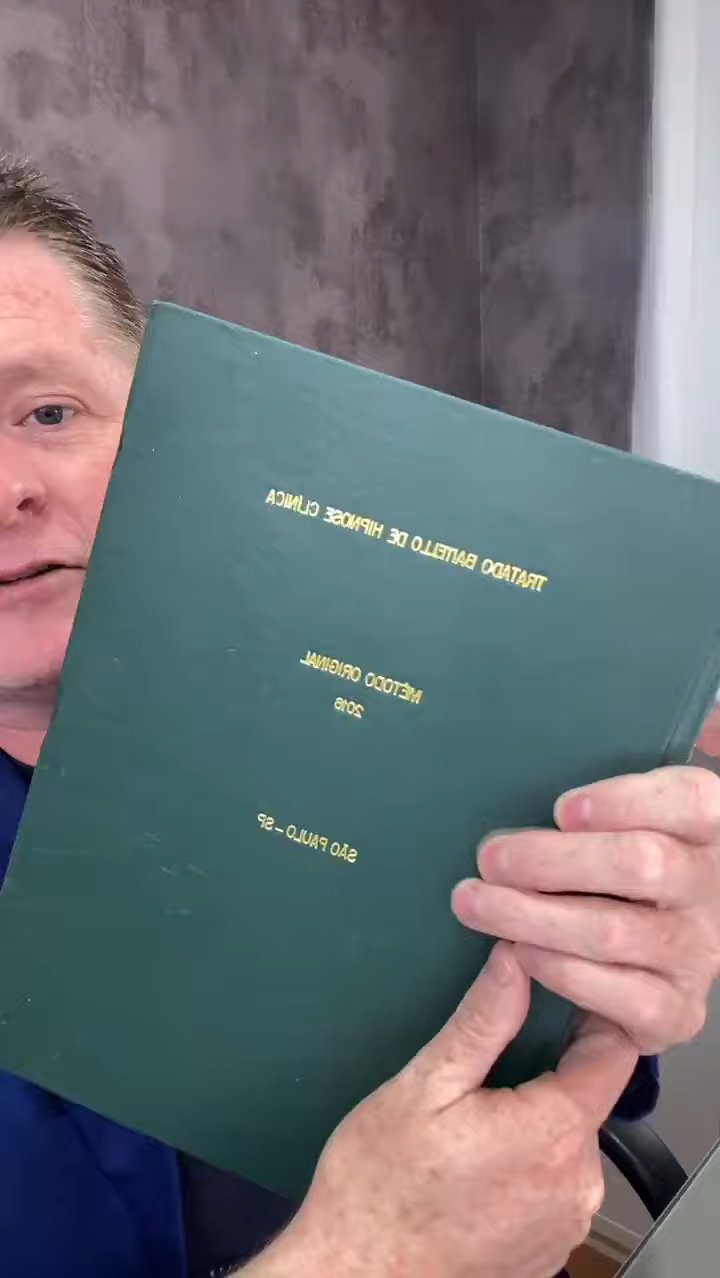 TRATADO BAITELLO DE HIPNOSE CLÍNICA
MÉTODO ORIGINAL
2016
SÃO PAULO – SP